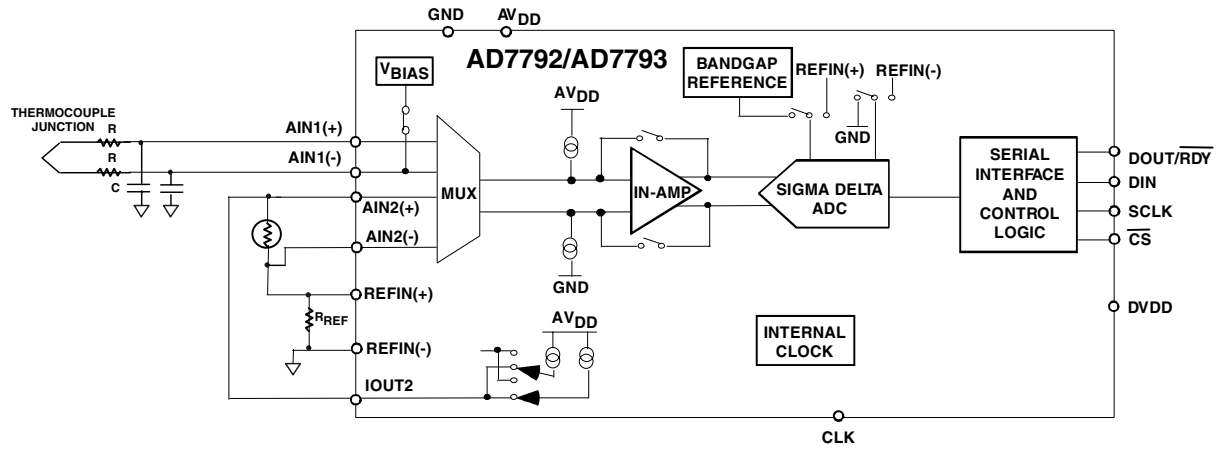 GND
AVDD
AD7792/AD7793
VBIAS
BANDGAP
REFERENCE
REFIN(+)
REFIN(-)
AVDD
GND
THERMOCOUPLE
JUNCTION
R
AIN1(+)
R
AIN1(-)
C
MUX
IN-AMP
SIGMA DELTA
ADC
SERIAL
INTERFACE
AND
CONTROL
LOGIC
DOUT/RDY
DIN
SCLK
CS
AIN2(+)
AIN2(-)
GND
REFIN(+)
RREF
REFIN(-)
AVDD
INTERNAL
CLOCK
DVDD
IOUT2
CLK